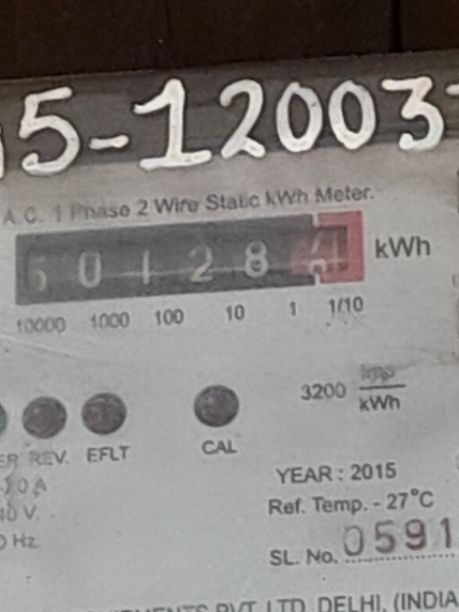 5-12003
A.C. 1 Phase 2 Wire Static kWh Meter.
0 1 2 8 kWh
10000 1000 100 10 1 1/10
3200 imp/kWh
REV. EFLT CAL
YEAR : 2015
Ref. Temp. - 27°C
SL. No. 0591
PVT. LTD. DELHI. (INDIA